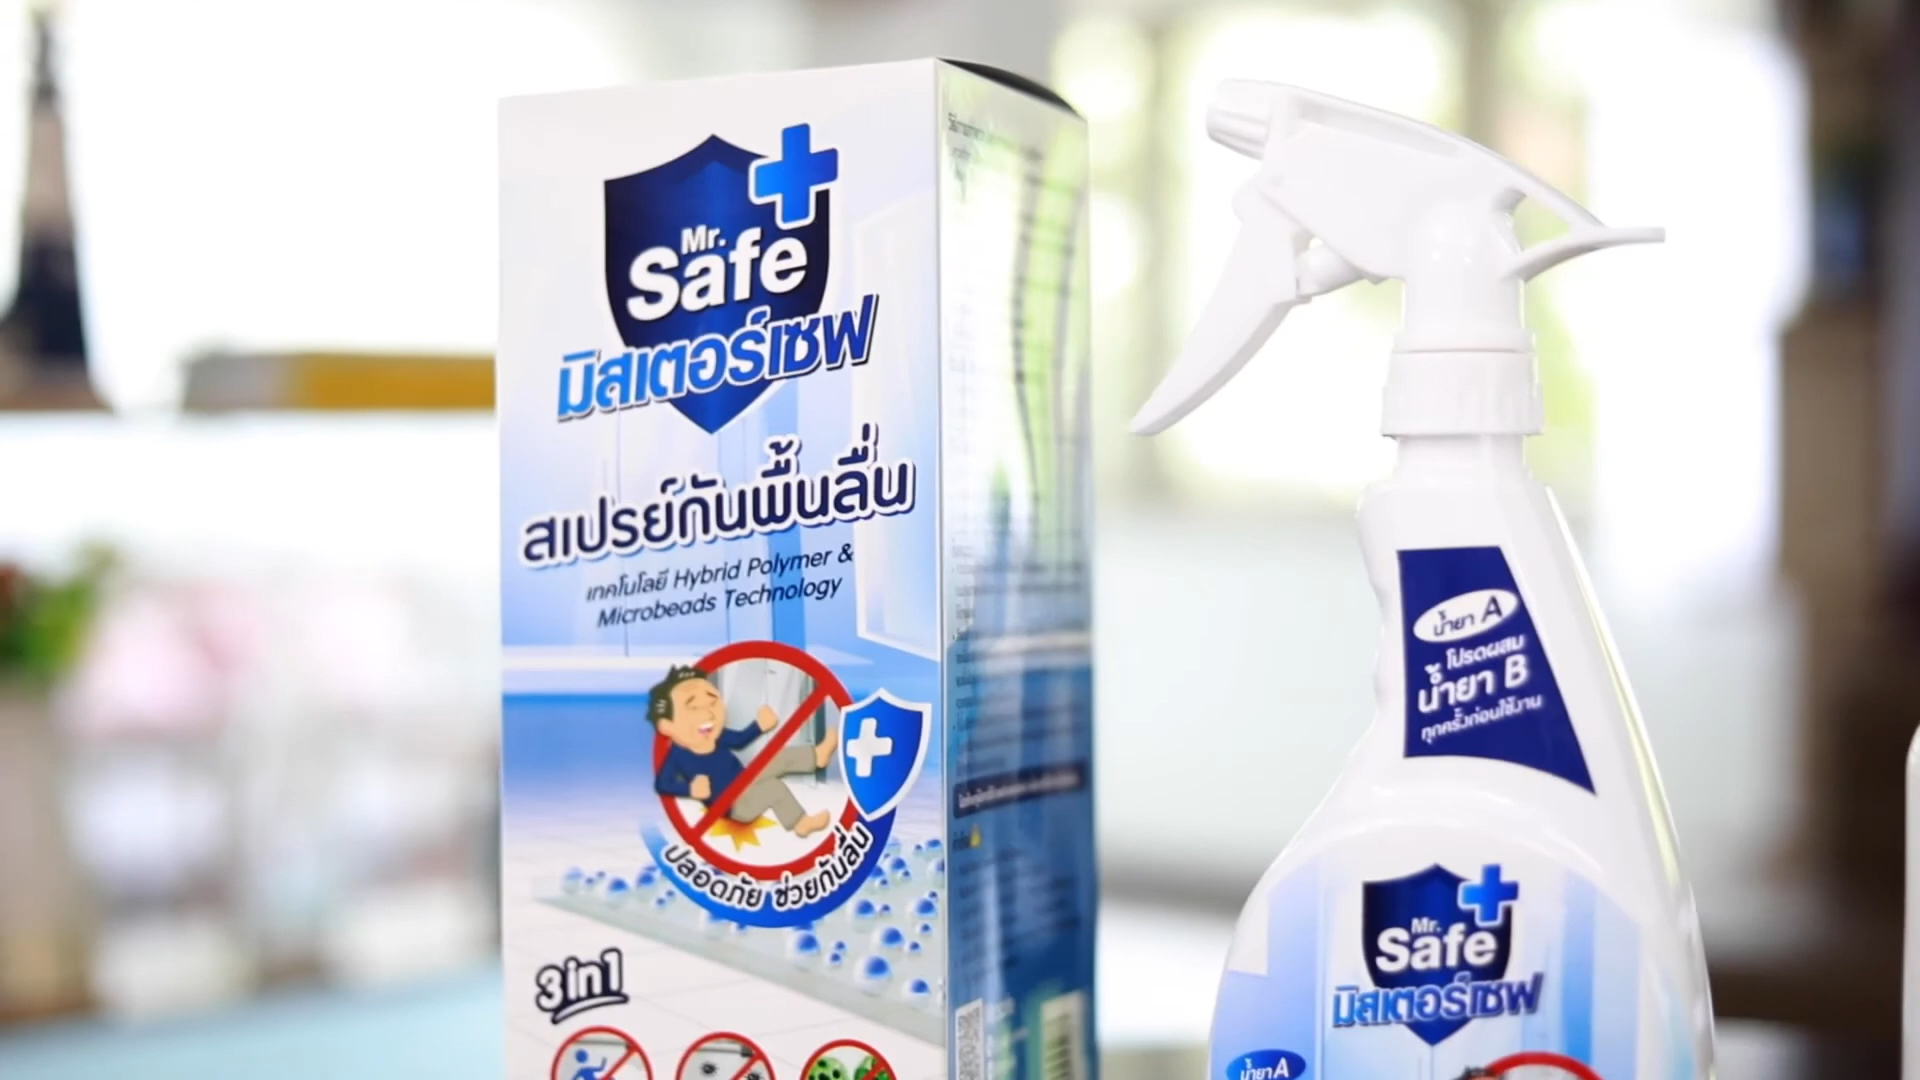 Mr.
Safe
มิสเตอร์เซฟ
สเปรย์กันพื้นลื่น
เทคโนโลยี Hybrid Polymer &
Microbeads Technology
ปลอดภัย ช่วยกันลื่น
3in1
น้ำยา A
โปรดผสม
น้ำยา B
ทุกครั้งก่อนใช้งาน
Mr.
Safe
มิสเตอร์เซฟ
น้ำยา A